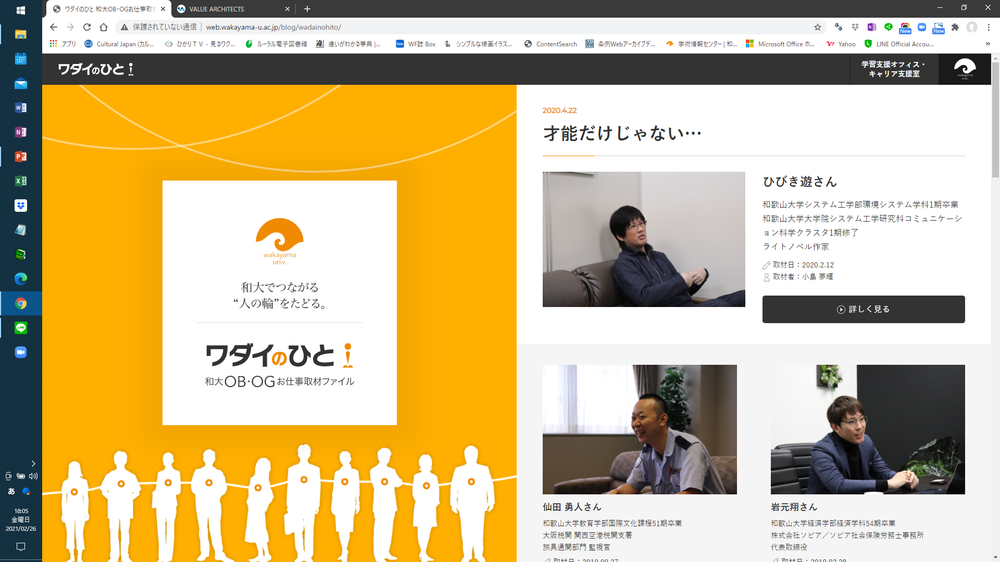 ワダイのひと 和大OB・OGお仕事取材
VALUE ARCHITECTS
保護されていない通信
web.wakayama-u.ac.jp/blog/wadainohito/
New
New
アプリ
Cultural Japan (カル...
ひかりＴＶ - 見るワク...
ルーラル電子図書館
違いがわかる事典 |...
WF誌 Box
シンプルな線画イラス...
ContentSearch
条例Webアーカイブデ...
学術情報センター | 和...
Microsoft Office ホ...
Yahoo
LINE Official Accou...
»
ワダイのひと
学習支援オフィス・
キャリア支援室
wakayama
univ.
wakayama
univ.
和大でつながる
“人の輪”をたどる。
ワダイのひと
和大OB・OGお仕事取材ファイル
2020.4.22
才能だけじゃない…
ひびき遊さん
和歌山大学システム工学部環境システム学科1期卒業
和歌山大学大学院システム工学研究科コミュニケーシ
ョン科学クラスタ1期修了
ライトノベル作家
取材日：2020.2.12
取材者：小島 夢輝
詳しく見る
仙田 勇人さん
和歌山大学教育学部国際文化課程51期卒業
大阪税関 関西空港税関支署
旅具通関部門 監視官
取材日：2019.09.27
岩元翔さん
和歌山大学経済学部経済学科54期卒業
株式会社ソビア／ソビア社会保険労務士事務所
代表取締役
取材日：2019.02.28
あ
18:05
金曜日
2021/02/26